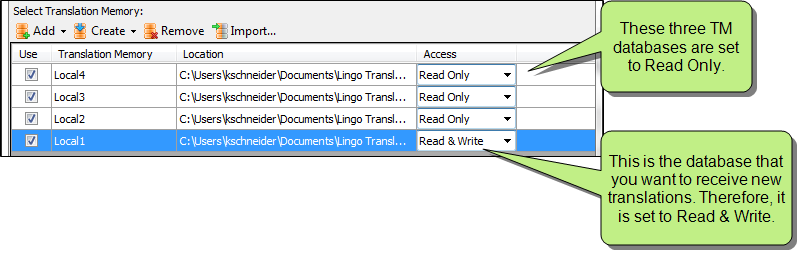 Select Translation Memory:
Add Create Remove Import...
Use Translation Memory Location Access
Local4 C:\Users\kschneider\Documents\Lingo Transl... Read Only
Local3 C:\Users\kschneider\Documents\Lingo Transl... Read Only
Local2 C:\Users\kschneider\Documents\Lingo Transl... Read Only
Local1 C:\Users\kschneider\Documents\Lingo Transl... Read & Write
These three TM
databases are set
to Read Only.
This is the database that
you want to receive new
translations. Therefore, it
is set to Read & Write.